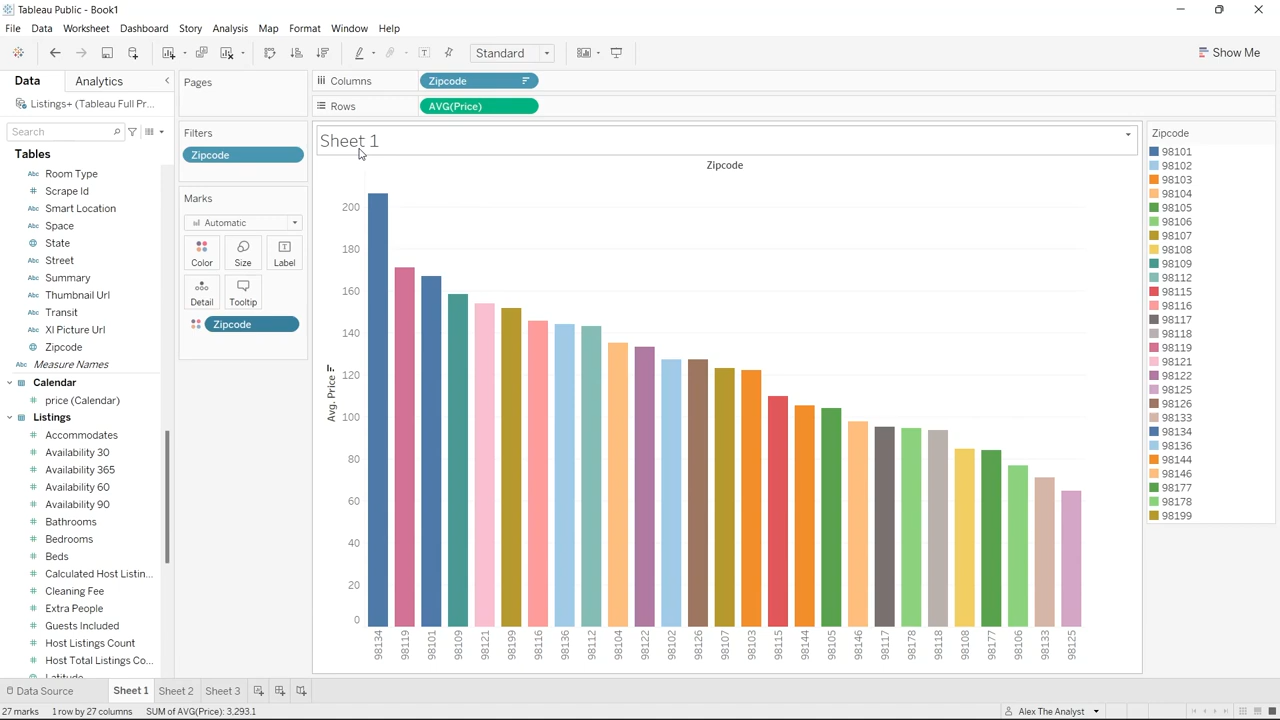 Tableau Public - Book1
File Data Worksheet Dashboard Story Analysis Map Format Window Help
Standard
Show Me
Data Analytics
Pages
Columns Zipcode
Listings+ (Tableau Full Pr...
Rows AVG(Price)
Search
Filters
Zipcode
Tables
Abc Room Type
# Scrape Id
Abc Smart Location
Abc Space
State
Abc Street
Abc Summary
Abc Thumbnail Url
Abc Transit
Abc Xl Picture Url
Zipcode
Abc Measure Names
Calendar
# price (Calendar)
Listings
# Accommodates
# Availability 30
# Availability 365
# Availability 60
# Availability 90
# Bathrooms
# Bedrooms
# Beds
# Calculated Host Listin...
# Cleaning Fee
# Extra People
# Guests Included
# Host Listings Count
# Host Total Listings Co...
Marks
Automatic
Color Size Label
Detail Tooltip
Zipcode
Sheet 1
Zipcode
Avg. Price
200
180
160
140
120
100
80
60
40
20
0
98134 98119 98101 98109 98121 98199 98116 98136 98112 98104 98122 98102 98126 98107 98103 98115 98144 98105 98146 98117 98178 98118 98108 98177 98106 98133 98125
Zipcode
98101
98102
98103
98104
98105
98106
98107
98108
98109
98112
98115
98116
98117
98118
98119
98121
98122
98125
98126
98133
98134
98136
98144
98146
98177
98178
98199
Data Source Sheet 1 Sheet 2 Sheet 3
27 marks 1 row by 27 columns SUM of AVG(Price): 3,293.1 Alex The Analyst